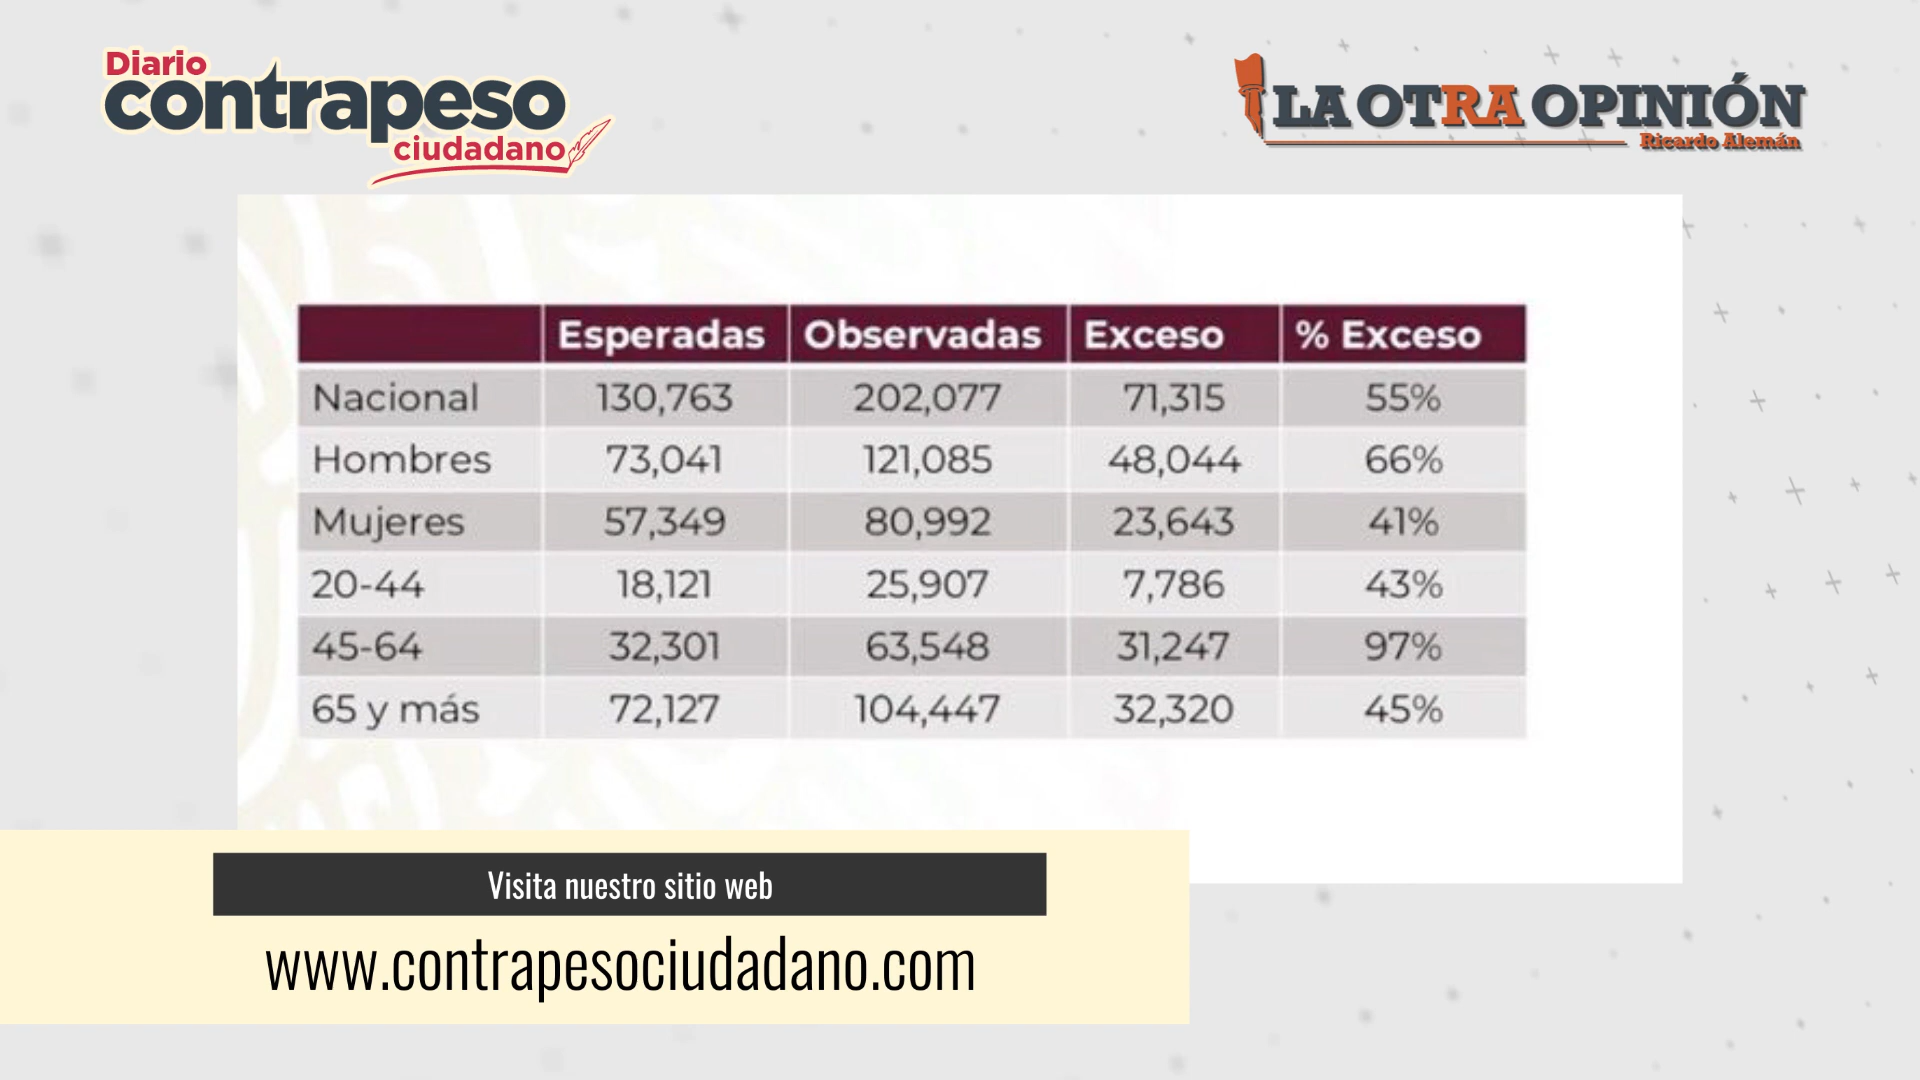 Diario
contrapeso
ciudadano
LA OTRA OPINIÓN
Ricardo Alemán
Esperadas Observadas Exceso % Exceso
Nacional 130,763 202,077 71,315 55%
Hombres 73,041 121,085 48,044 66%
Mujeres 57,349 80,992 23,643 41%
20-44 18,121 25,907 7,786 43%
45-64 32,301 63,548 31,247 97%
65 y más 72,127 104,447 32,320 45%
Visita nuestro sitio web
www.contrapesociudadano.com